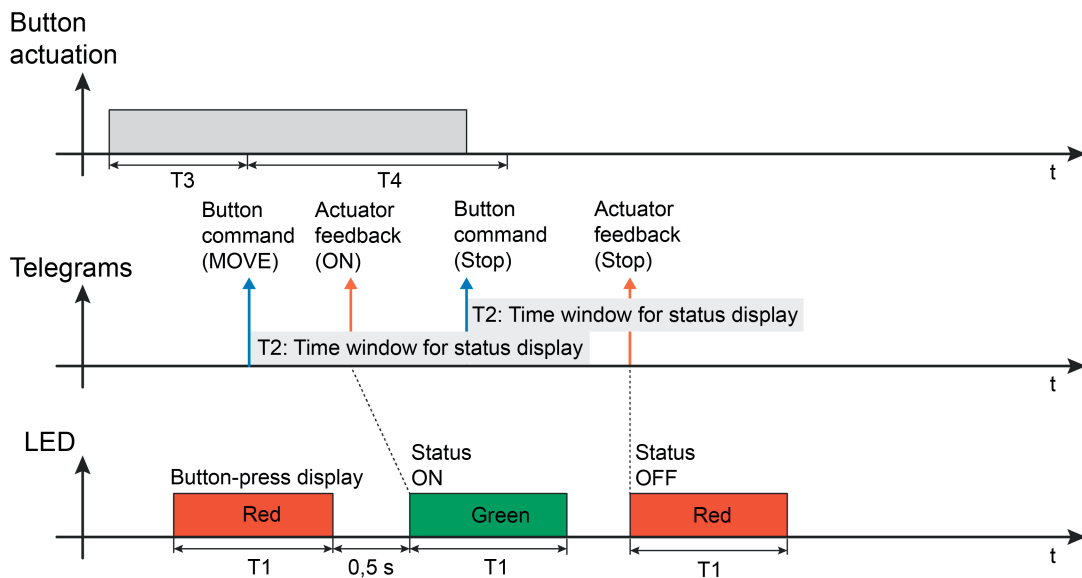 Button
actuation
T3
T4
t
Button
command
(MOVE)
Actuator
feedback
(ON)
Button
command
(Stop)
Actuator
feedback
(Stop)
Telegrams
T2: Time window for status display
T2: Time window for status display
t
LED
Button-press display
Status
ON
Status
OFF
Red
Green
Red
T1
0,5 s
T1
T1
t